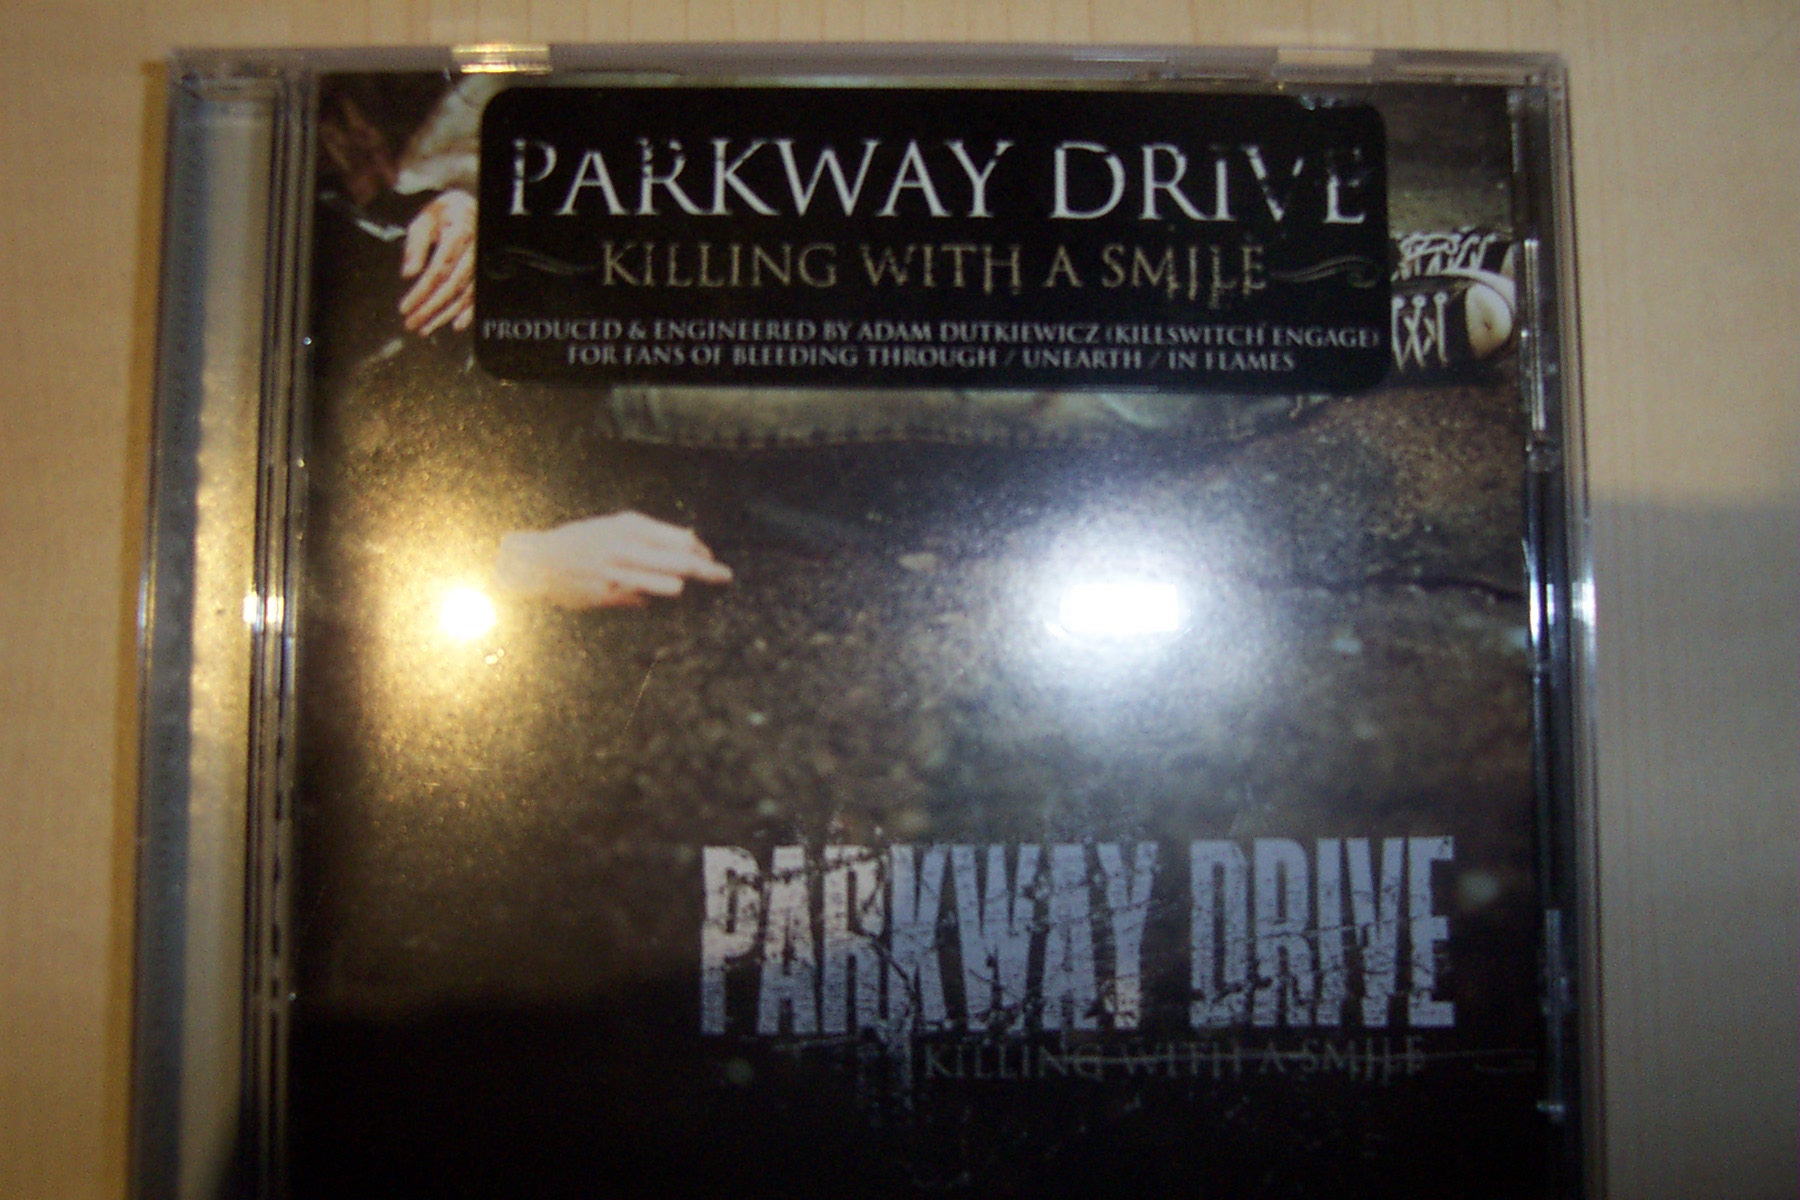 PARKWAY DRIVE
KILLING WITH A SMILE
PRODUCED & ENGINEERED BY ADAM DUTKIEWICZ (KILLSWITCH ENGAGE)
FOR FANS OF BLEEDING THROUGH / UNEARTH / IN FLAMES
PARKWAY DRIVE
KILLING WITH A SMILE